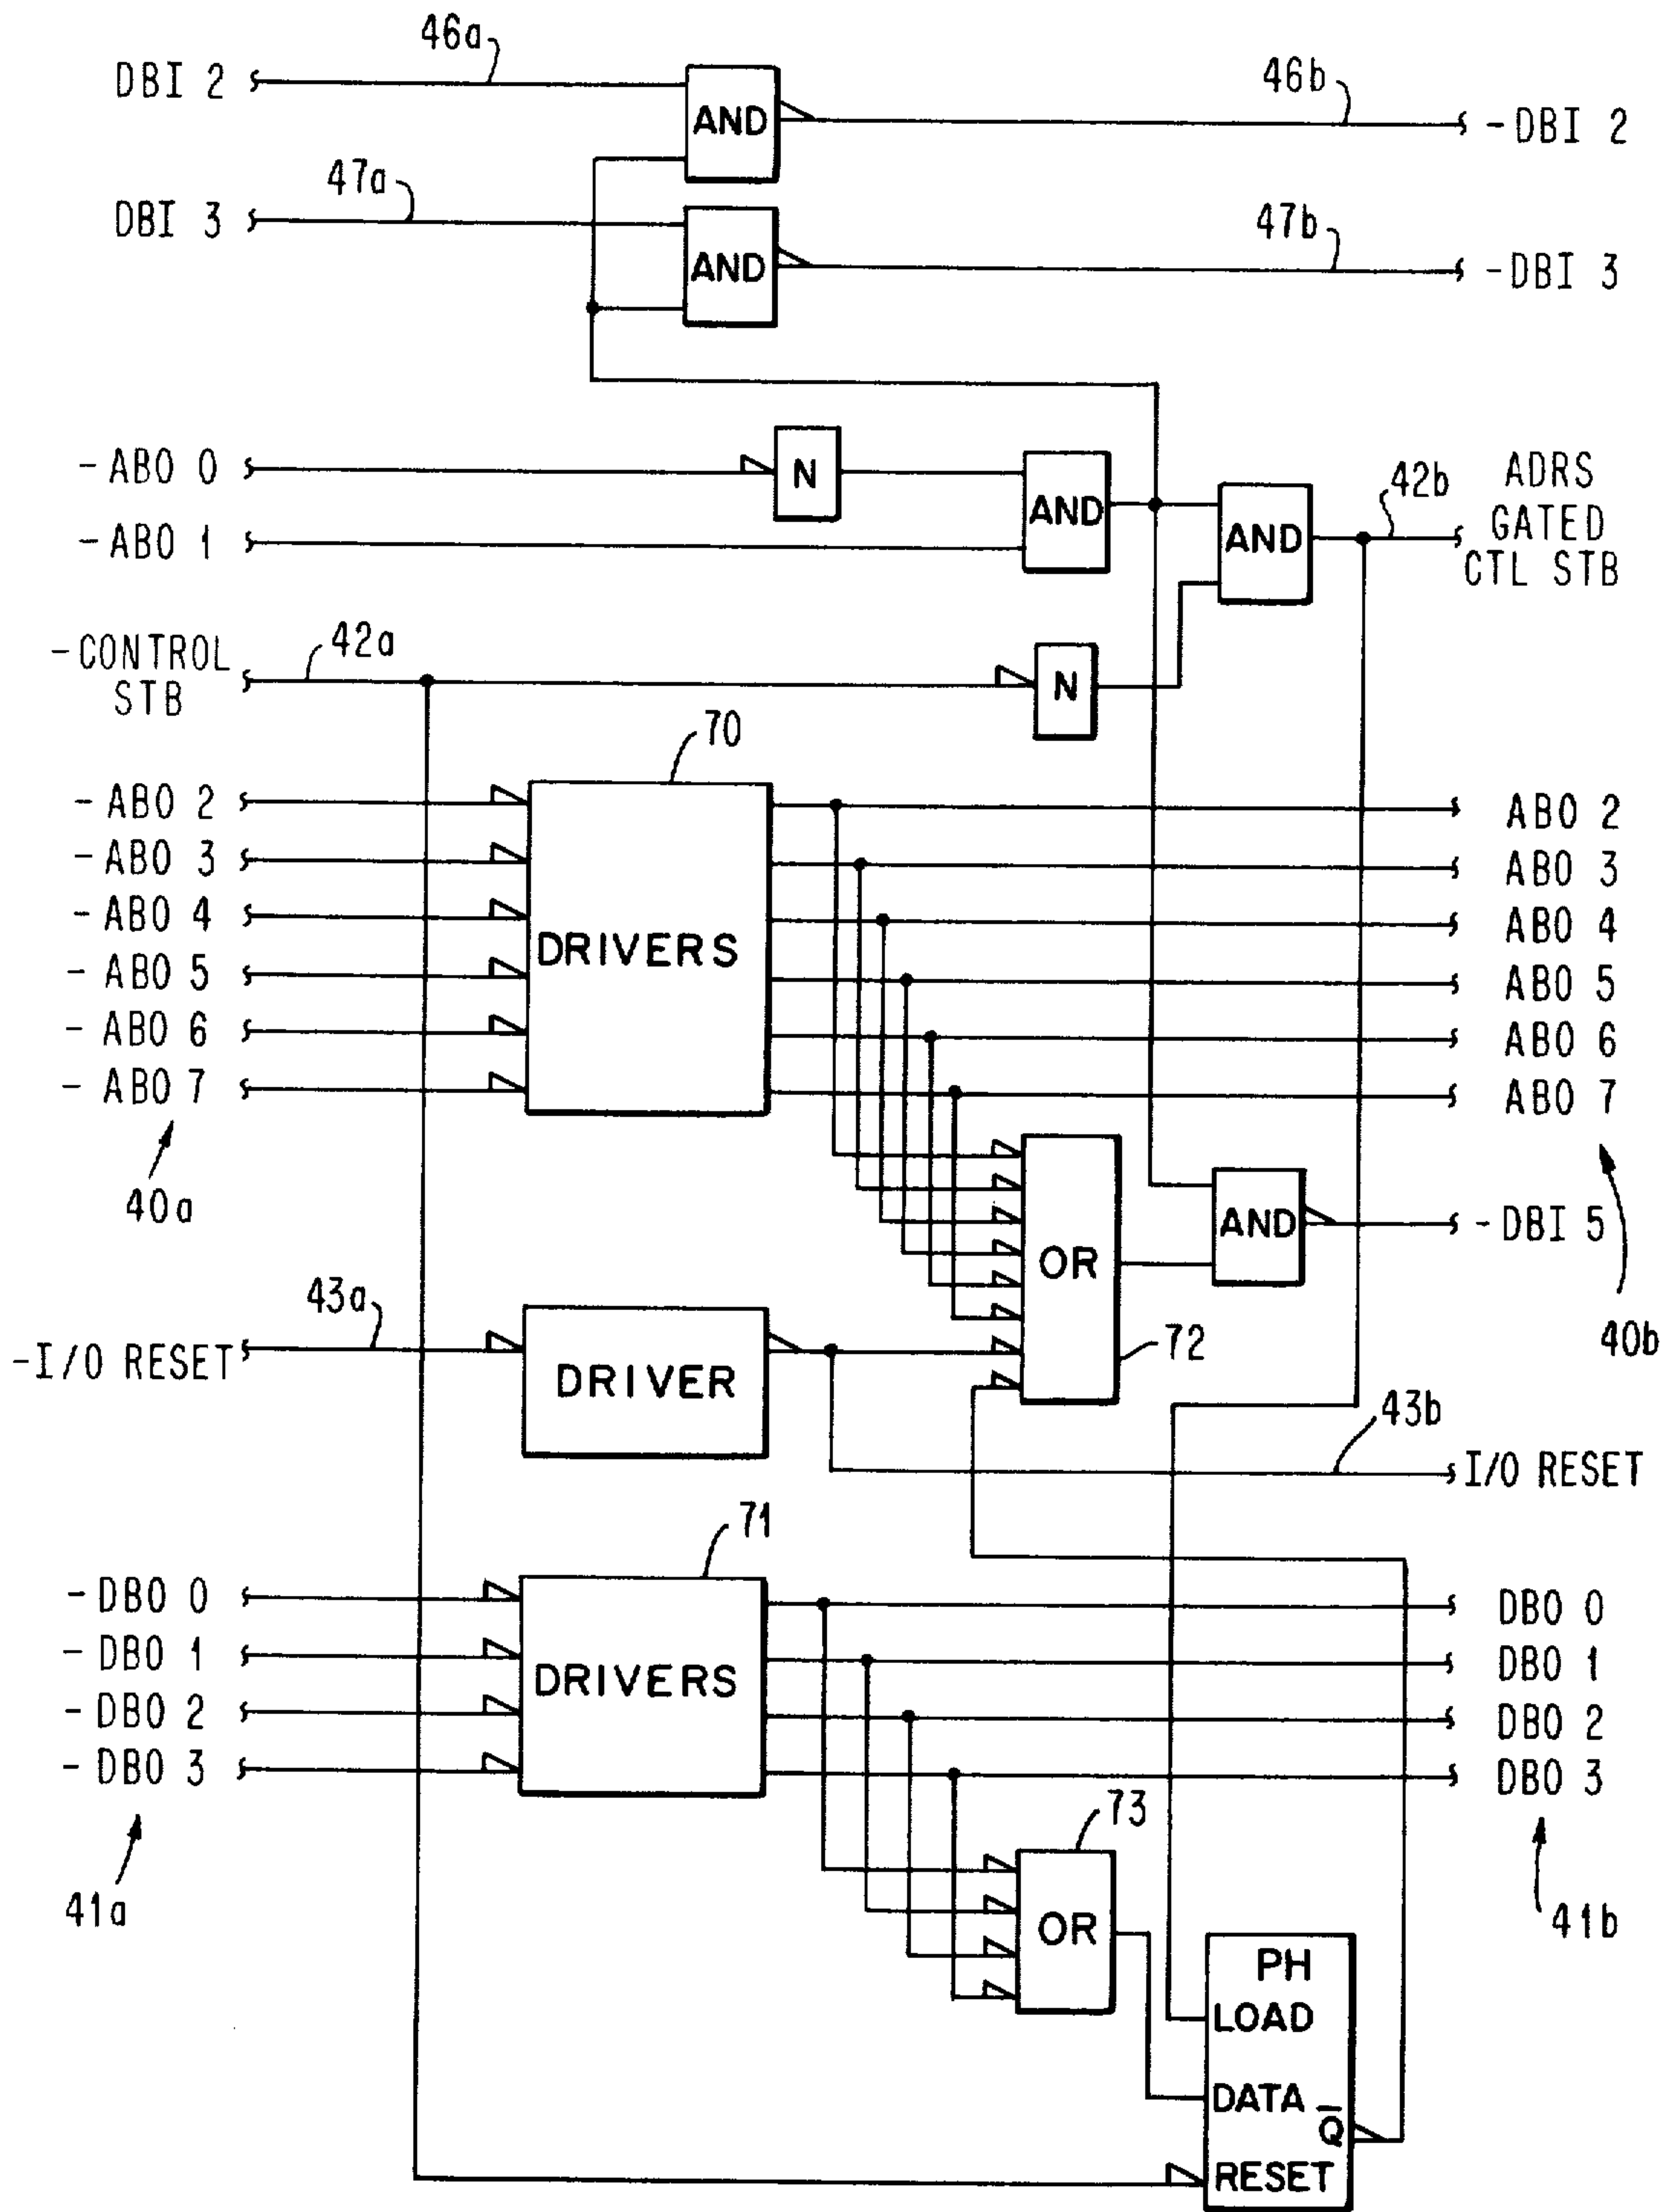 46a
DBI 2
AND
46b
-DBI 2
47a
DBI 3
AND
47b
-DBI 3
-ABO 0
N
AND
AND
42b
ADRS
GATED
CTL STB
-ABO 1
-CONTROL
STB
42a
N
70
-ABO 2
-ABO 3
-ABO 4
-ABO 5
-ABO 6
-ABO 7
DRIVERS
ABO 2
ABO 3
ABO 4
ABO 5
ABO 6
ABO 7
40a
OR
AND
-DBI 5
40b
72
43a
-I/O RESET
DRIVER
43b
I/O RESET
71
-DBO 0
-DBO 1
-DBO 2
-DBO 3
DRIVERS
DBO 0
DBO 1
DBO 2
DBO 3
41a
73
OR
41b
PH
LOAD
DATA
Q̅
RESET